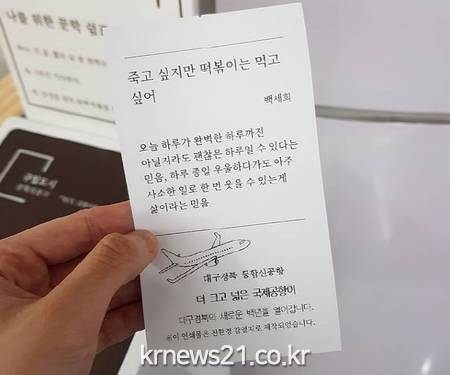 나를 위한 문학
죽고 싶지만 떡볶이는 먹고
싶어
백세희
오늘 하루가 완벽한 하루까진
아닐지라도 괜찮은 하루일 수 있다는
믿음, 하루 종일 우울하다가도 아주
사소한 일로 한 번 웃을 수 있는게
삶이라는 믿음
대구경북 통합신공항
더 크고 넓은 국제공항이
대구경북의 새로운 백년을 열어갑니다.
※이 인쇄물은 친환경 감열지로 제작되었습니다.
krnews21.co.kr